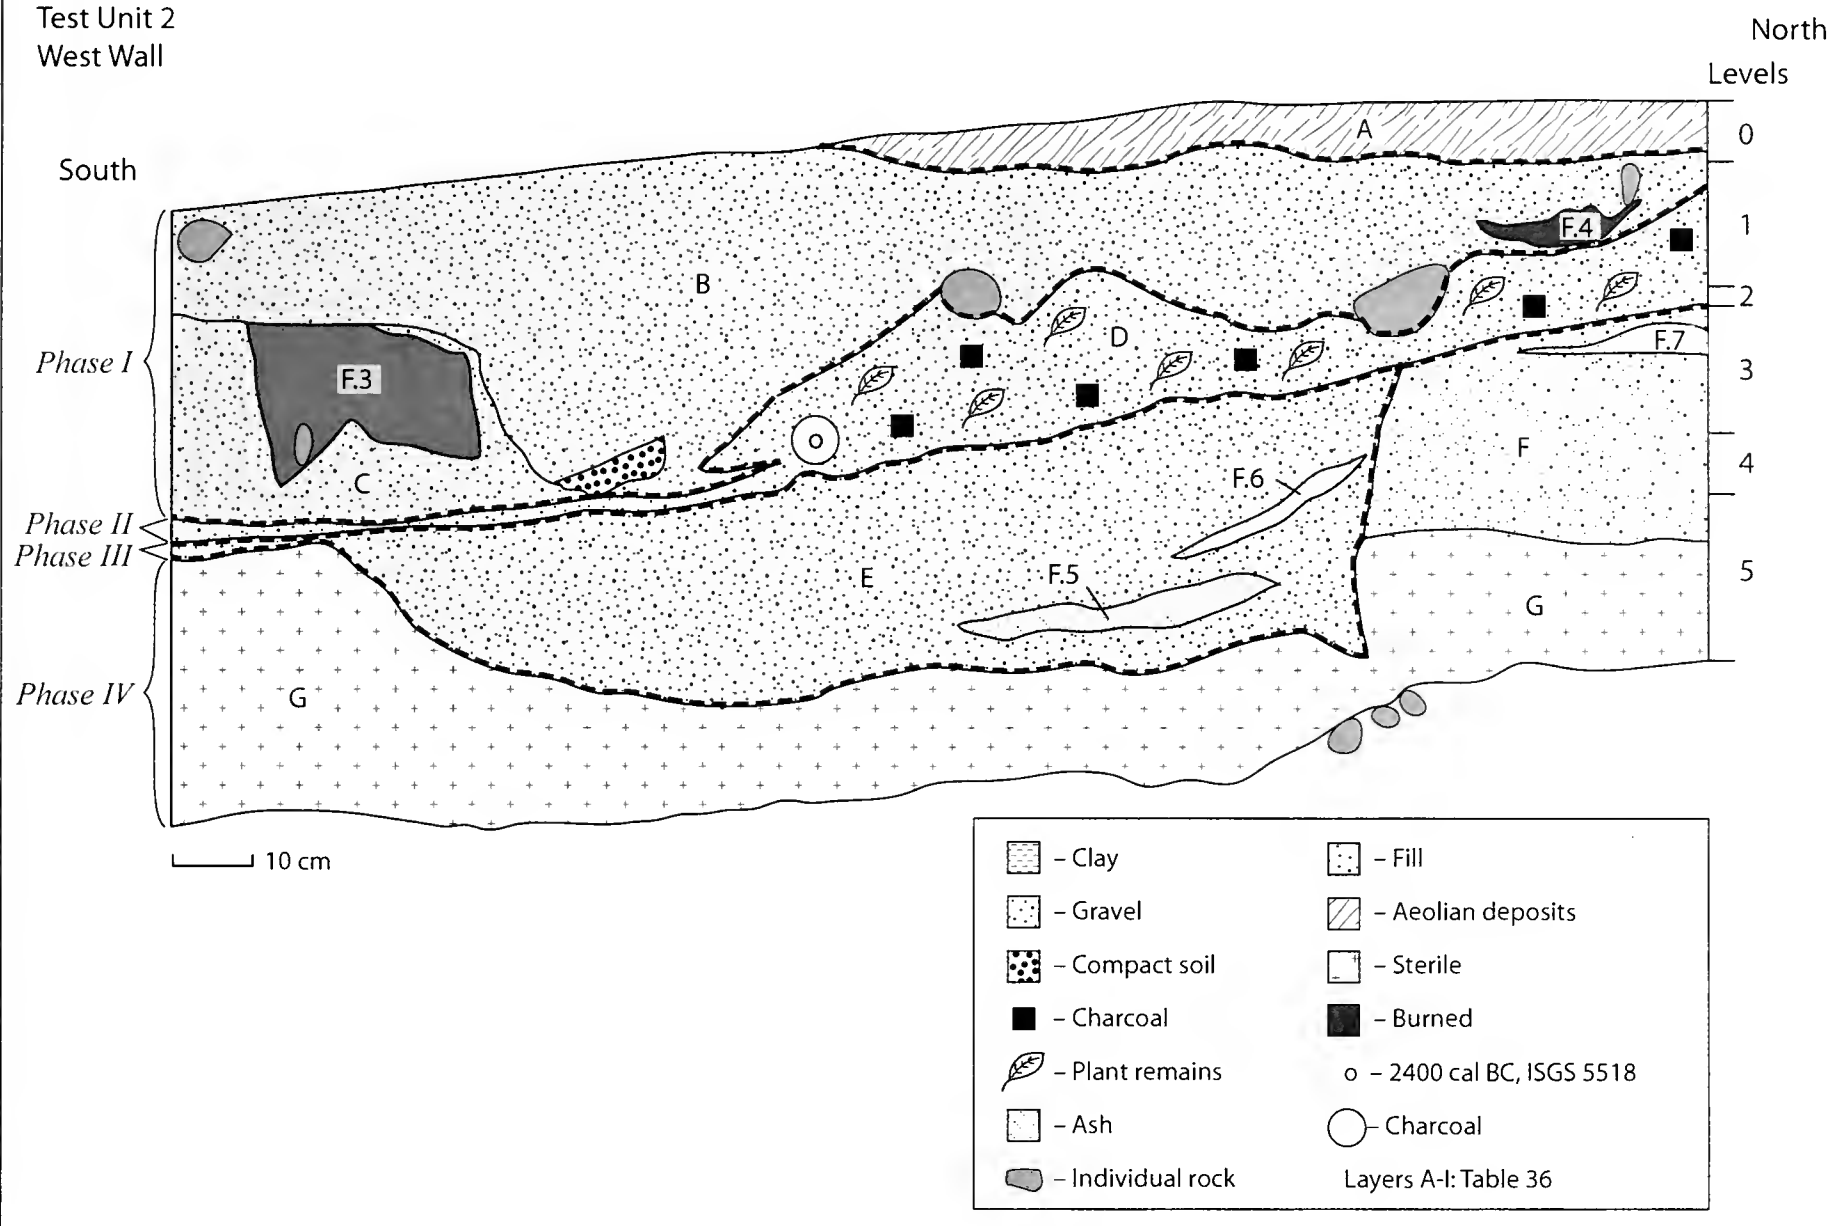 Test Unit 2
West Wall
North
Levels
South
A
0
1
F.4
B
2
D
F.7
3
Phase I
F.3
F
4
F.6
C
Phase II
Phase III
E
F.5
5
G
G
Phase IV
10 cm
– Clay
– Fill
– Gravel
– Aeolian deposits
– Compact soil
– Sterile
– Charcoal
– Burned
– Plant remains
o – 2400 cal BC, ISGS 5518
– Ash
– Charcoal
– Individual rock
Layers A-I: Table 36